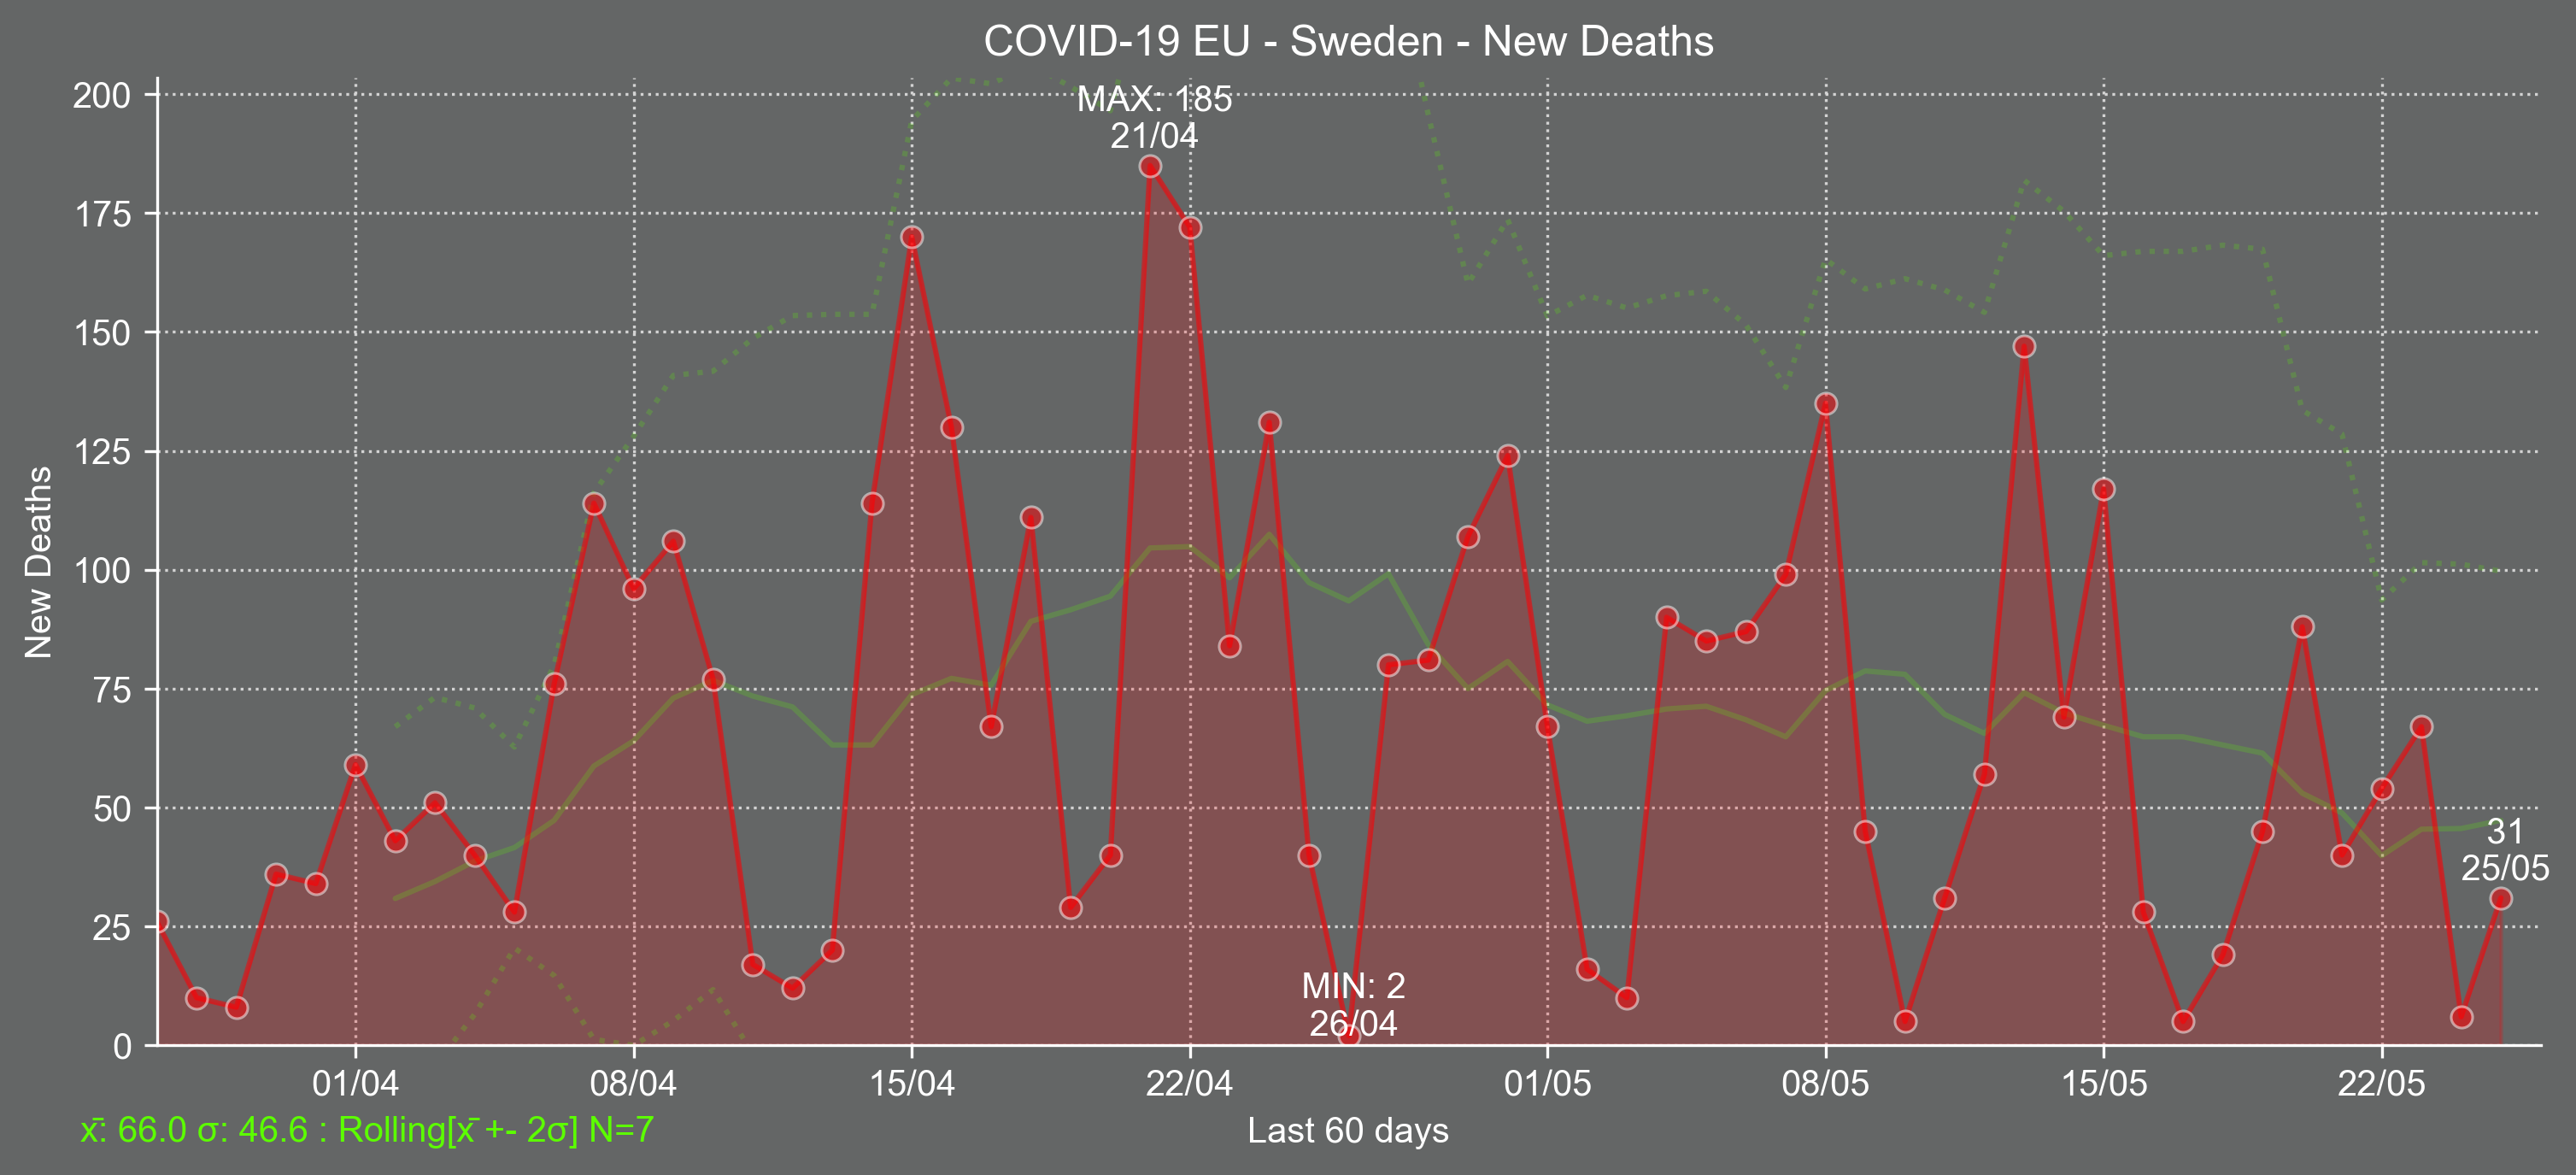 COVID-19 EU - Sweden - New Deaths
MAX: 185
21/04
200
175
150
125
100
75
50
25
0
New Deaths
31
25/05
MIN: 2
26/04
01/04 08/04 15/04 22/04 01/05 08/05 15/05 22/05
x̄: 66.0 σ: 46.6 : Rolling[x̄ +- 2σ] N=7
Last 60 days